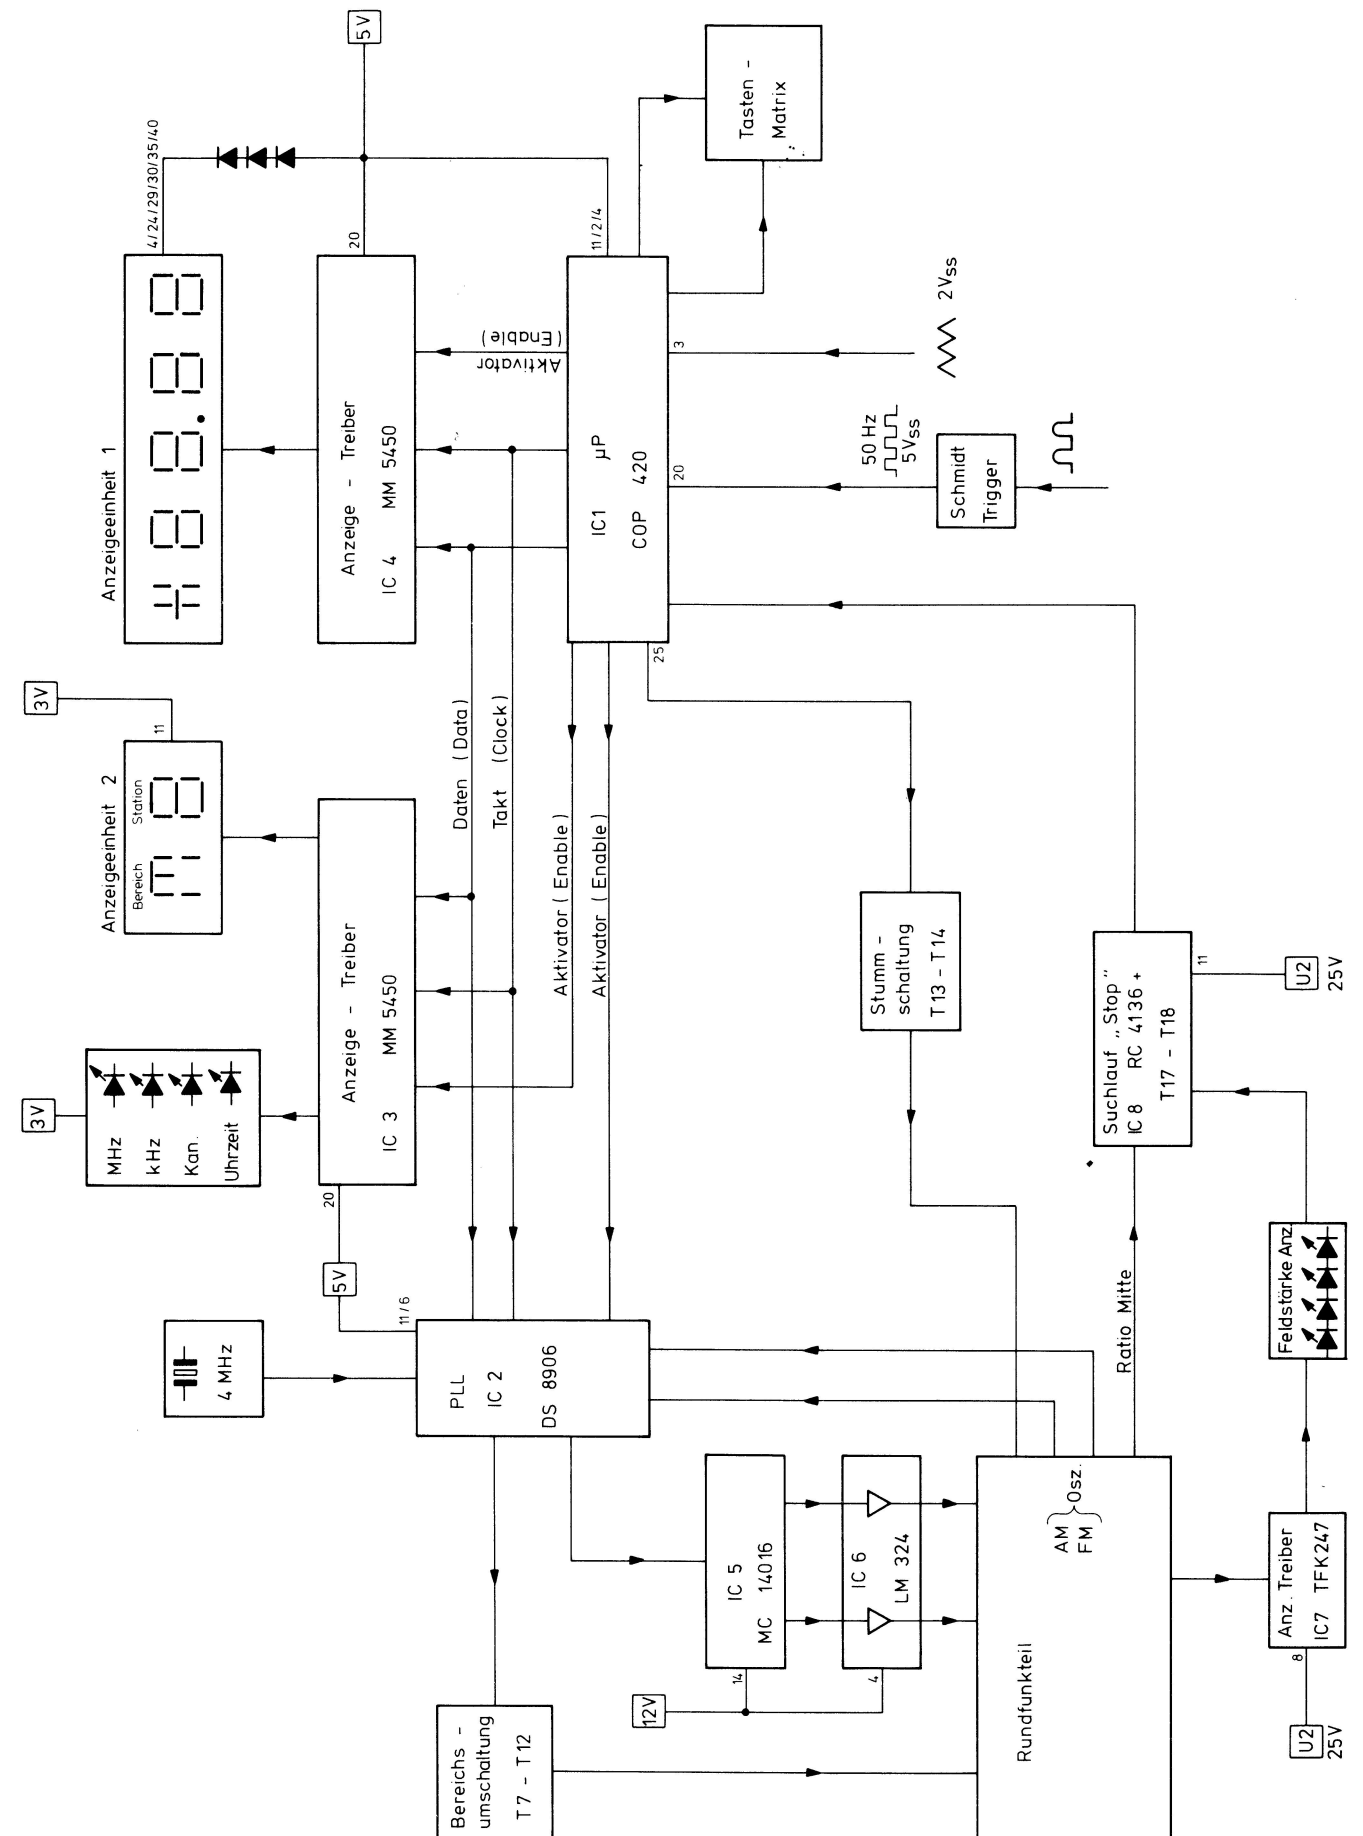 3V
MHz
kHz
Kan.
Uhrzeit
Anzeigeeinheit 2
Bereich
Station
11
3V
Anzeigeeinheit 1
4/24/29/30/35/40
5V
4 MHz
5V
20
Anzeige - Treiber
IC 3 MM 5450
Anzeige - Treiber
IC 4 MM 5450
20
11/6
PLL
IC 2
DS 8906
Daten (Data)
Takt (Clock)
Aktivator (Enable)
Aktivator (Enable)
Aktivator
(Enable)
IC1 µP
COP 420
11/2/4
25
20
3
Tasten -
Matrix
50 Hz
5 Vss
2 Vss
Schmidt
Trigger
Bereichs -
umschaltung
T7 - T12
12V
14
IC 5
MC 14016
4
IC 6
LM 324
Stumm -
schaltung
T13 - T14
Rundfunkteil
AM
FM
Osz.
Ratio Mitte
Suchlauf „Stop"
IC 8 RC 4136 +
T17 - T18
11
U2
25V
U2
25V
8
Anz. Treiber
IC7 TFK247
Feldstärke Anz.